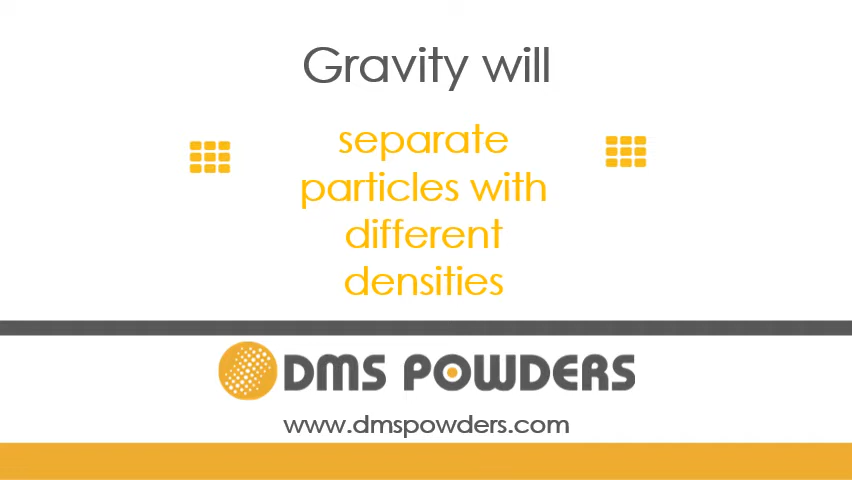 Gravity will
separate
particles with
different
densities
DMS POWDERS
www.dmspowders.com